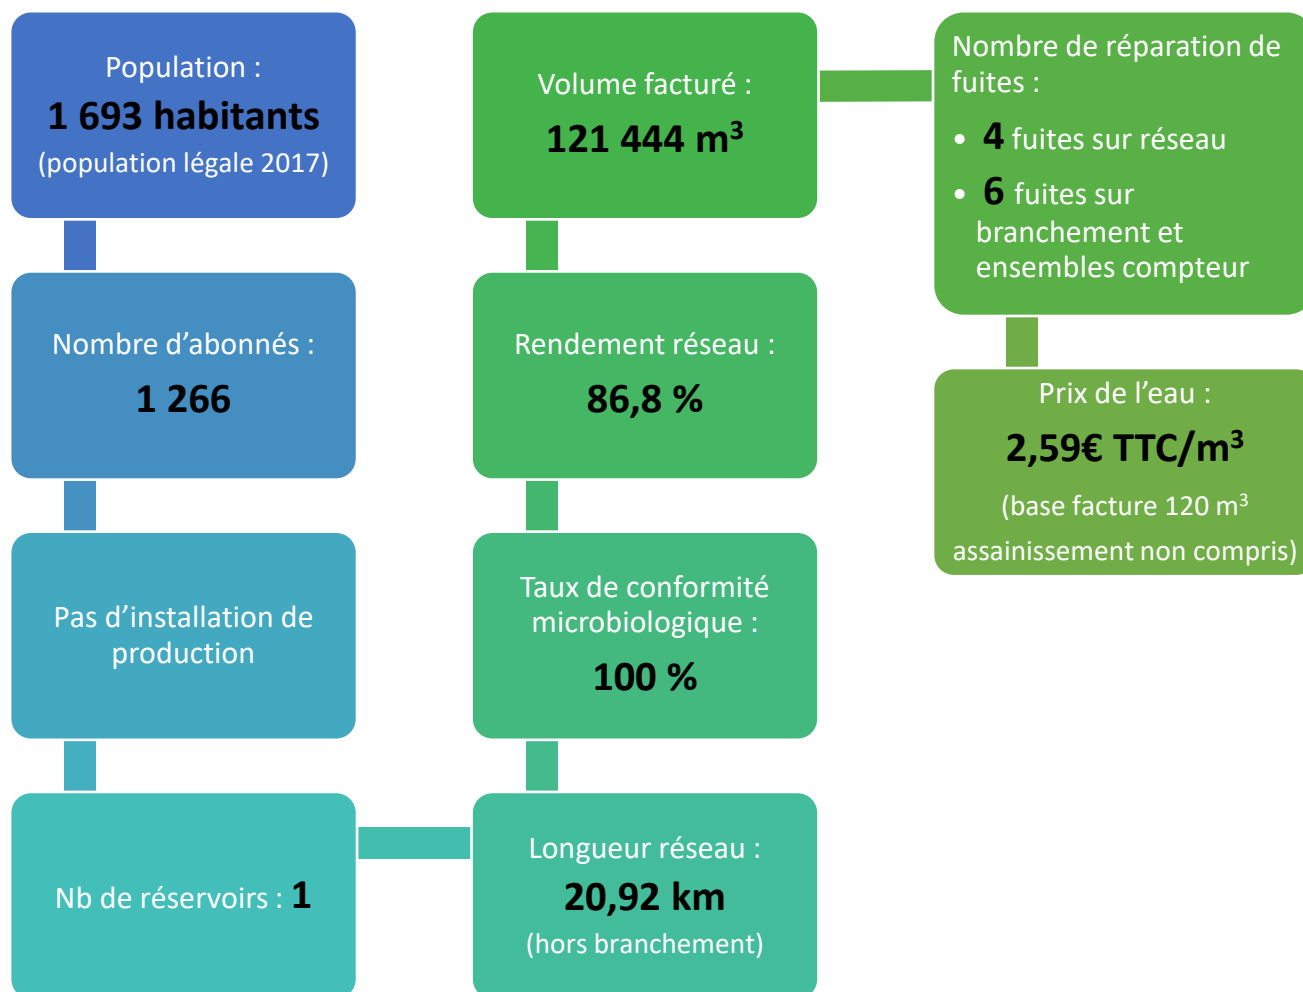 Population :
1 693 habitants
(population légale 2017)
Nombre d’abonnés :
1 266
Pas d’installation de
production
Nb de réservoirs : 1
Longueur réseau :
20,92 km
(hors branchement)
Taux de conformité
microbiologique :
100 %
Rendement réseau :
86,8 %
Volume facturé :
121 444 m³
Nombre de réparation de
fuites :
• 4 fuites sur réseau
• 6 fuites sur
branchement et
ensembles compteur
Prix de l’eau :
2,59€ TTC/m³
(base facture 120 m³
assainissement non compris)